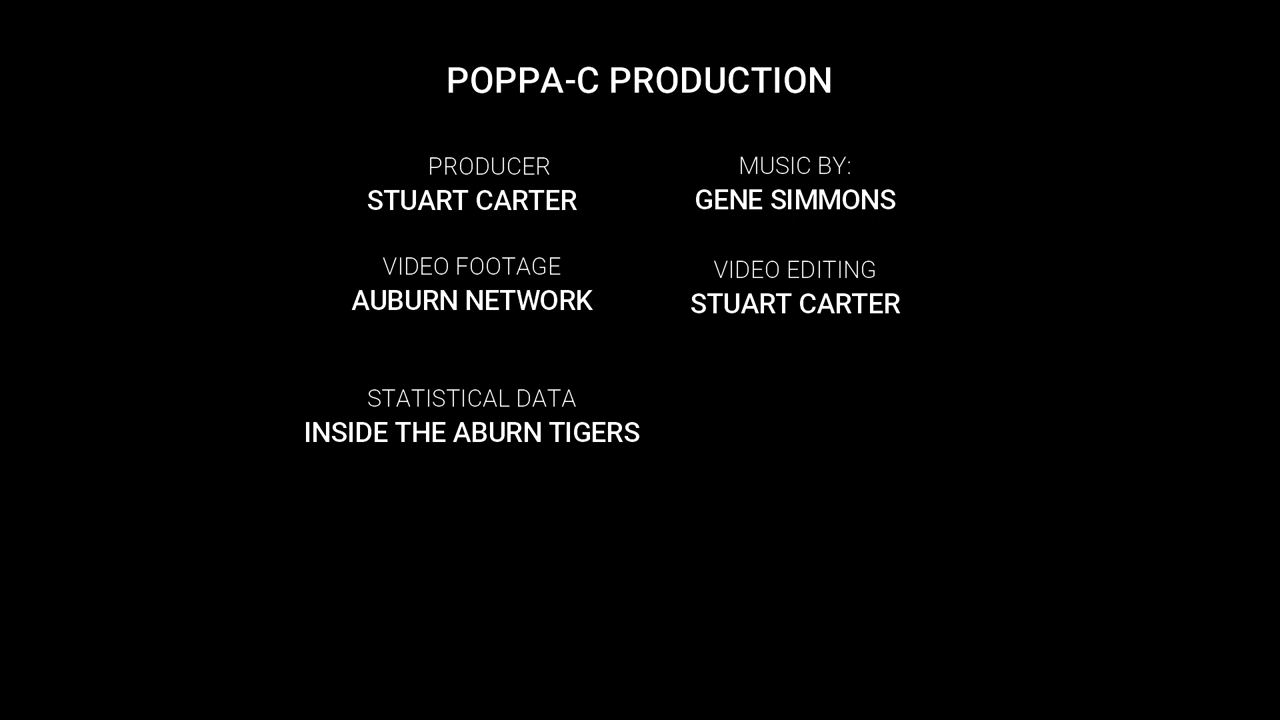 POPPA-C PRODUCTION
PRODUCER
STUART CARTER
MUSIC BY:
GENE SIMMONS
VIDEO FOOTAGE
AUBURN NETWORK
VIDEO EDITING
STUART CARTER
STATISTICAL DATA
INSIDE THE ABURN TIGERS